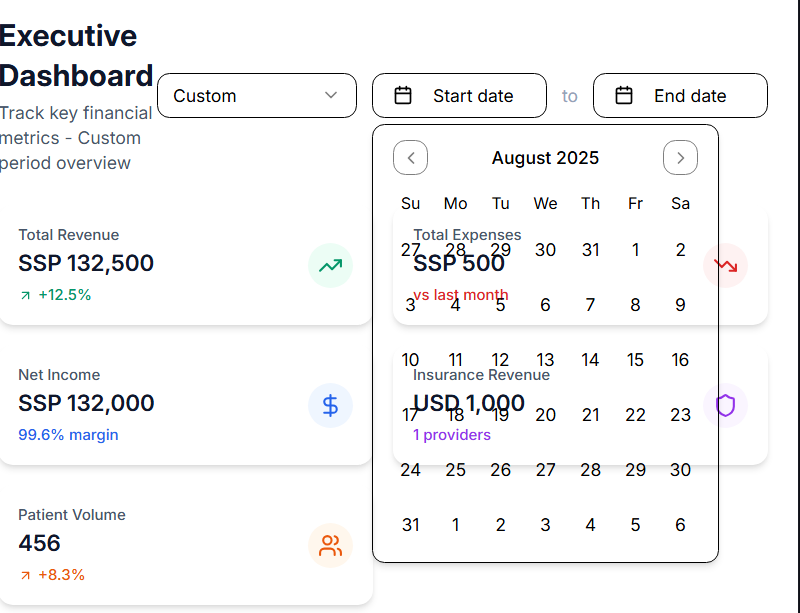 Executive
Dashboard
Track key financial
metrics - Custom
period overview
Custom
Start date
to
End date
August 2025
Su Mo Tu We Th Fr Sa
27 28 29 30 31 1 2
3 4 5 6 7 8 9
10 11 12 13 14 15 16
17 18 19 20 21 22 23
24 25 26 27 28 29 30
31 1 2 3 4 5 6
Total Revenue
SSP 132,500
+12.5%
Total Expenses
SSP 500
vs last month
Net Income
SSP 132,000
99.6% margin
Insurance Revenue
USD 1,000
1 providers
Patient Volume
456
+8.3%